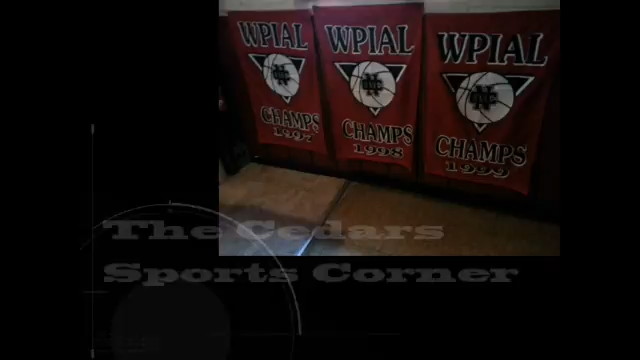 WPIAL
CHAMPS
1997
WPIAL
CHAMPS
1998
WPIAL
CHAMPS
1999
The Cedars
Sports Corner